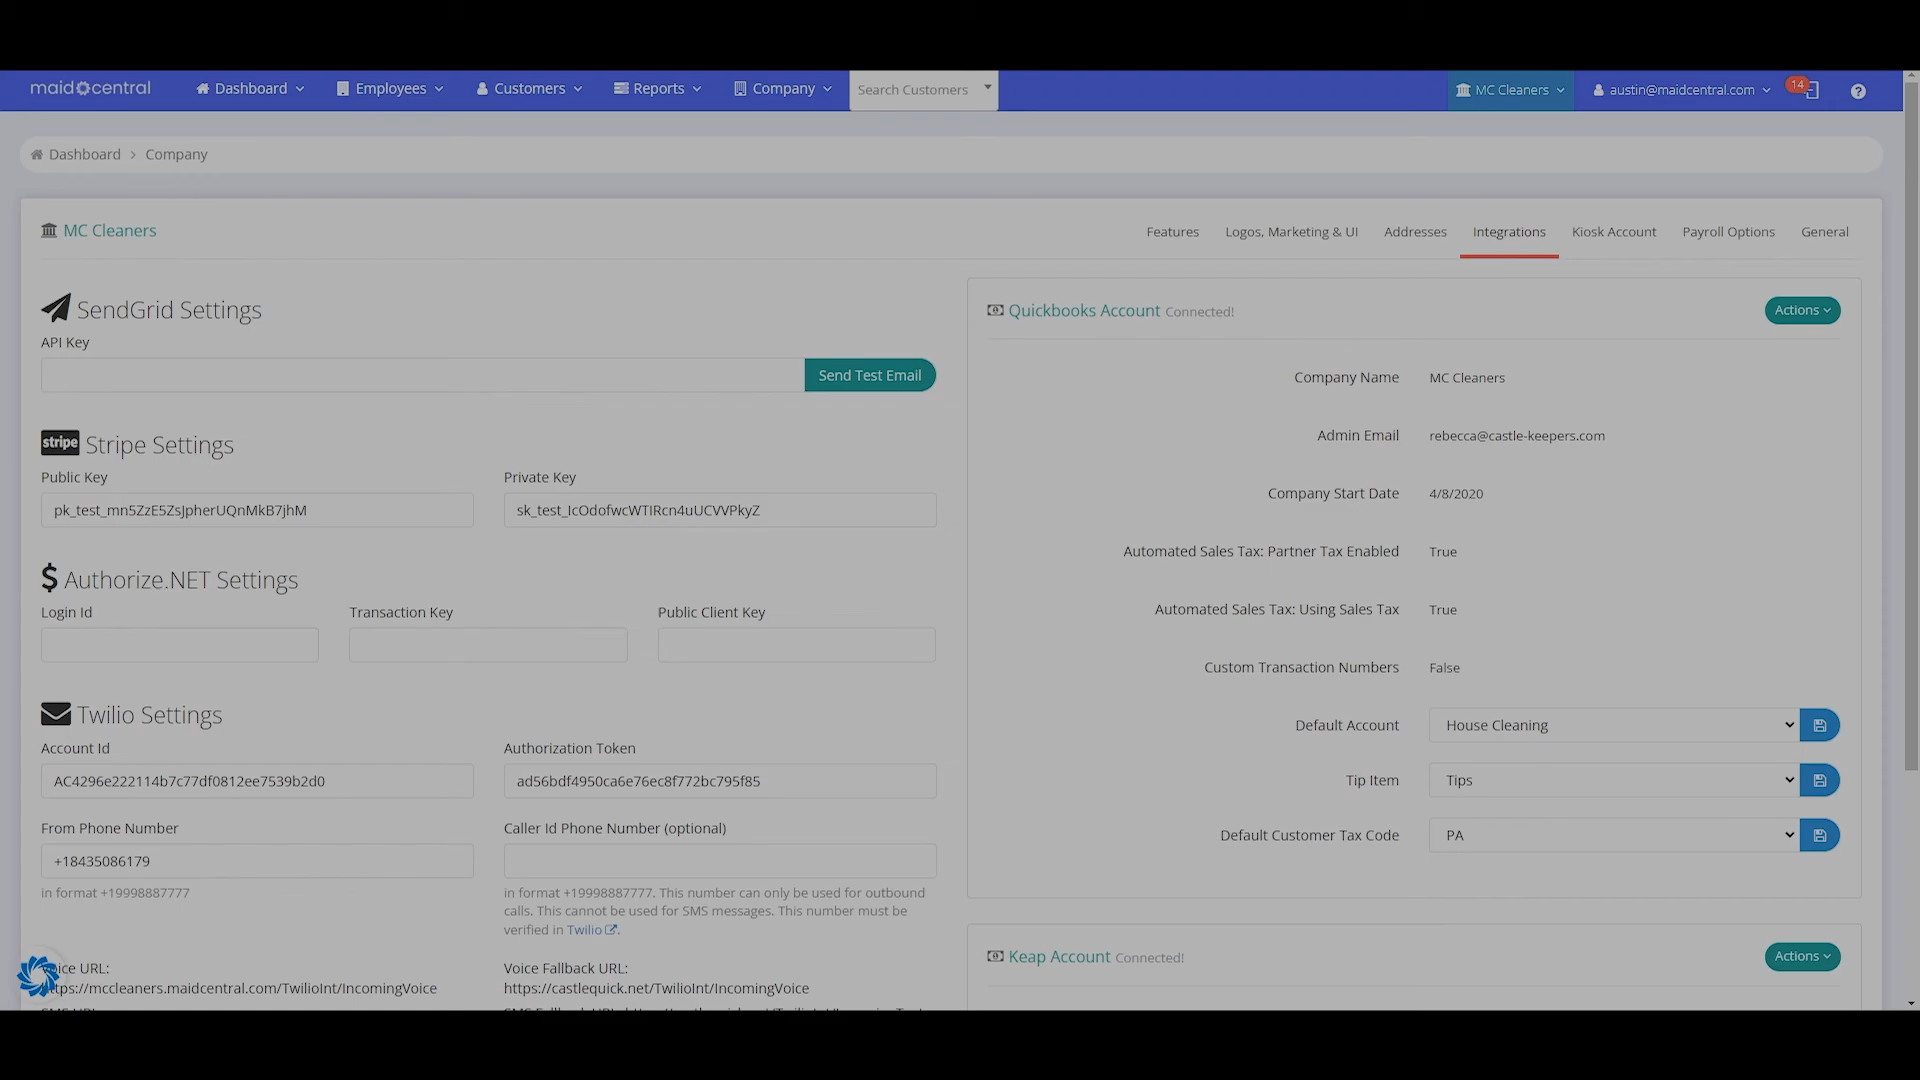 maidcentral
Dashboard
Employees
Customers
Reports
Company
Search Customers
MC Cleaners
austin@maidcentral.com
14
Dashboard > Company
MC Cleaners
Features
Logos, Marketing & UI
Addresses
Integrations
Kiosk Account
Payroll Options
General
SendGrid Settings
API Key
Send Test Email
stripe Stripe Settings
Public Key
Private Key
pk_test_mn5ZzE5ZsJpherUQnMkB7jhM
sk_test_IcOdofwcWTIRcn4uUCVVPkyZ
$ Authorize.NET Settings
Login Id
Transaction Key
Public Client Key
Twilio Settings
Account Id
Authorization Token
AC4296e222114b7c77df0812ee7539b2d0
ad56bdf4950ca6e76ec8f772bc795f85
From Phone Number
Caller Id Phone Number (optional)
+18435086179
in format +19998887777
in format +19998887777. This number can only be used for outbound
calls. This cannot be used for SMS messages. This number must be
verified in Twilio.
URL:
Voice Fallback URL:
mccleaners.maidcentral.com/TwilioInt/IncomingVoice
https://castlequick.net/TwilioInt/IncomingVoice
Quickbooks Account Connected!
Actions
Company Name
MC Cleaners
Admin Email
rebecca@castle-keepers.com
Company Start Date
4/8/2020
Automated Sales Tax: Partner Tax Enabled
True
Automated Sales Tax: Using Sales Tax
True
Custom Transaction Numbers
False
Default Account
House Cleaning
Tip Item
Tips
Default Customer Tax Code
PA
Keap Account Connected!
Actions